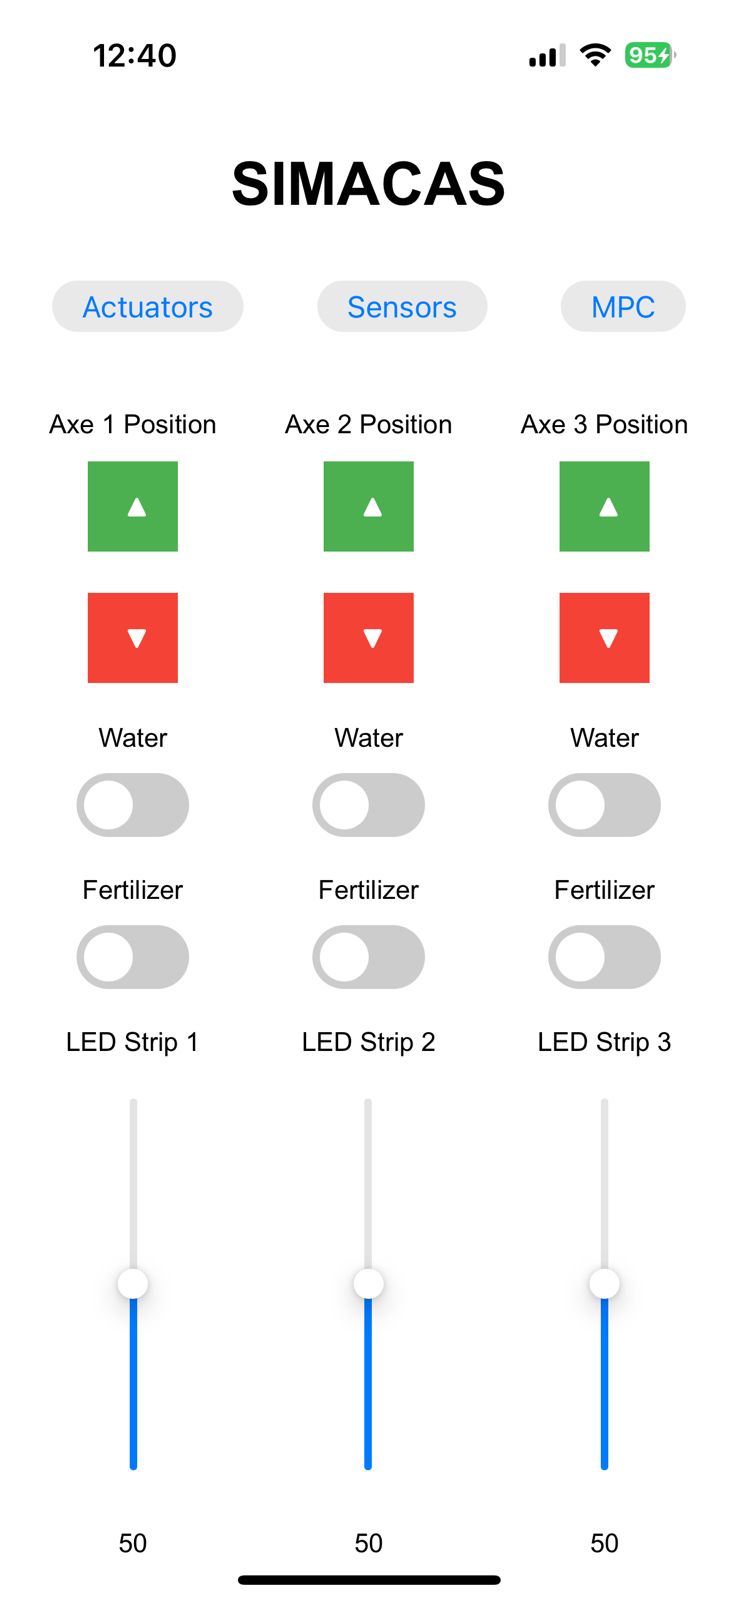 12:40 95
SIMACAS
Actuators Sensors MPC
Axe 1 Position Axe 2 Position Axe 3 Position
Water Water Water
Fertilizer Fertilizer Fertilizer
LED Strip 1 LED Strip 2 LED Strip 3
50 50 50